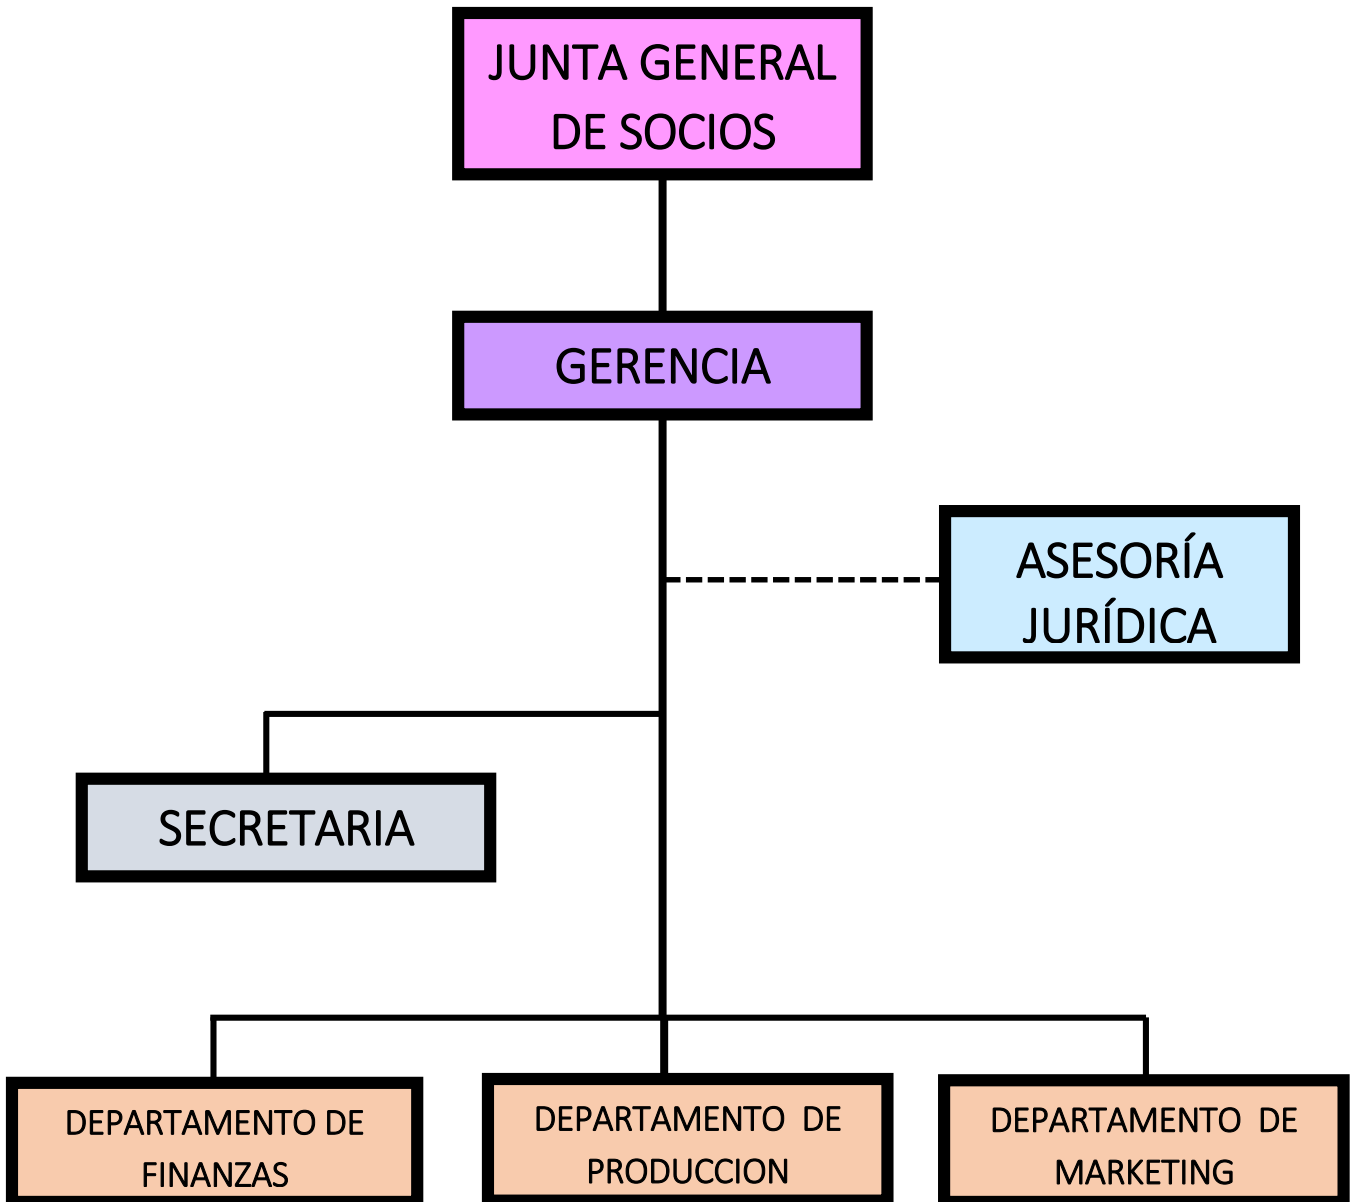 JUNTA GENERAL
DE SOCIOS
GERENCIA
ASESORÍA
JURÍDICA
SECRETARIA
DEPARTAMENTO DE
FINANZAS
DEPARTAMENTO DE
PRODUCCION
DEPARTAMENTO DE
MARKETING